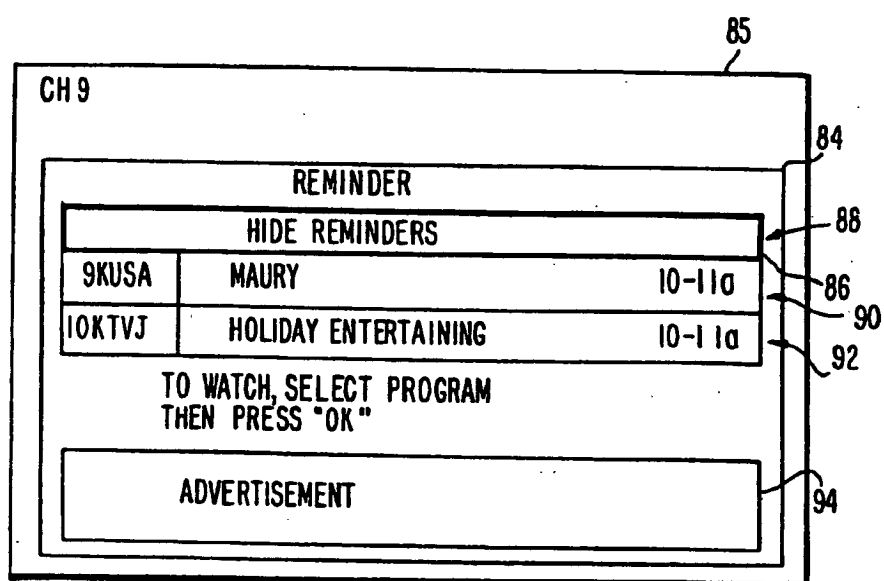 85
CH 9
84
REMINDER
HIDE REMINDERS
88
9KUSA MAURY 10-11a
86
90
10KTVJ HOLIDAY ENTERTAINING 10-11a
92
TO WATCH, SELECT PROGRAM
THEN PRESS "OK"
ADVERTISEMENT
94